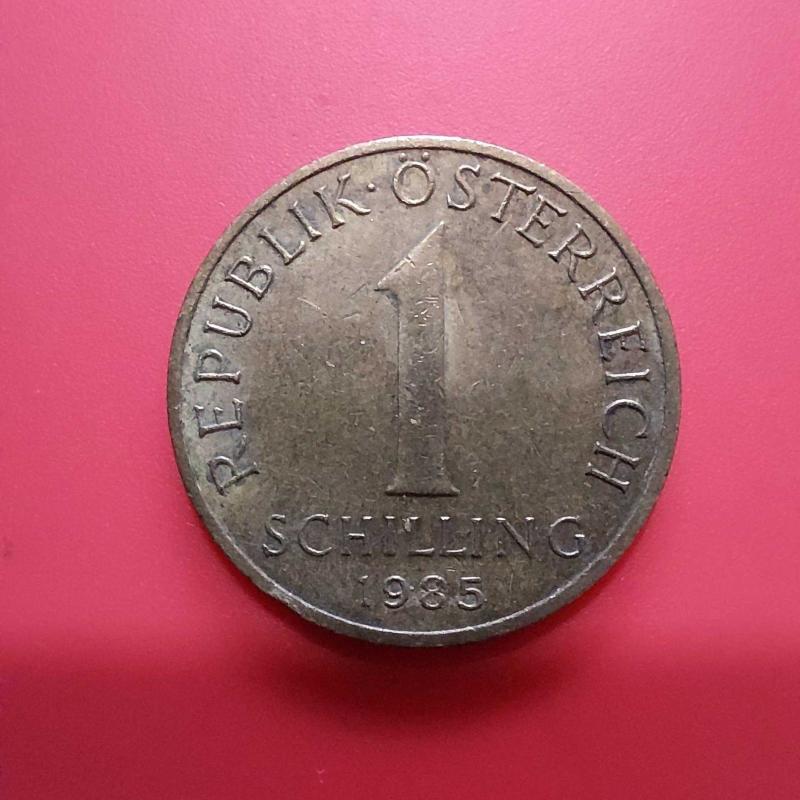 REPUBLIK · ÖSTERREICH
1
SCHILLING
1985